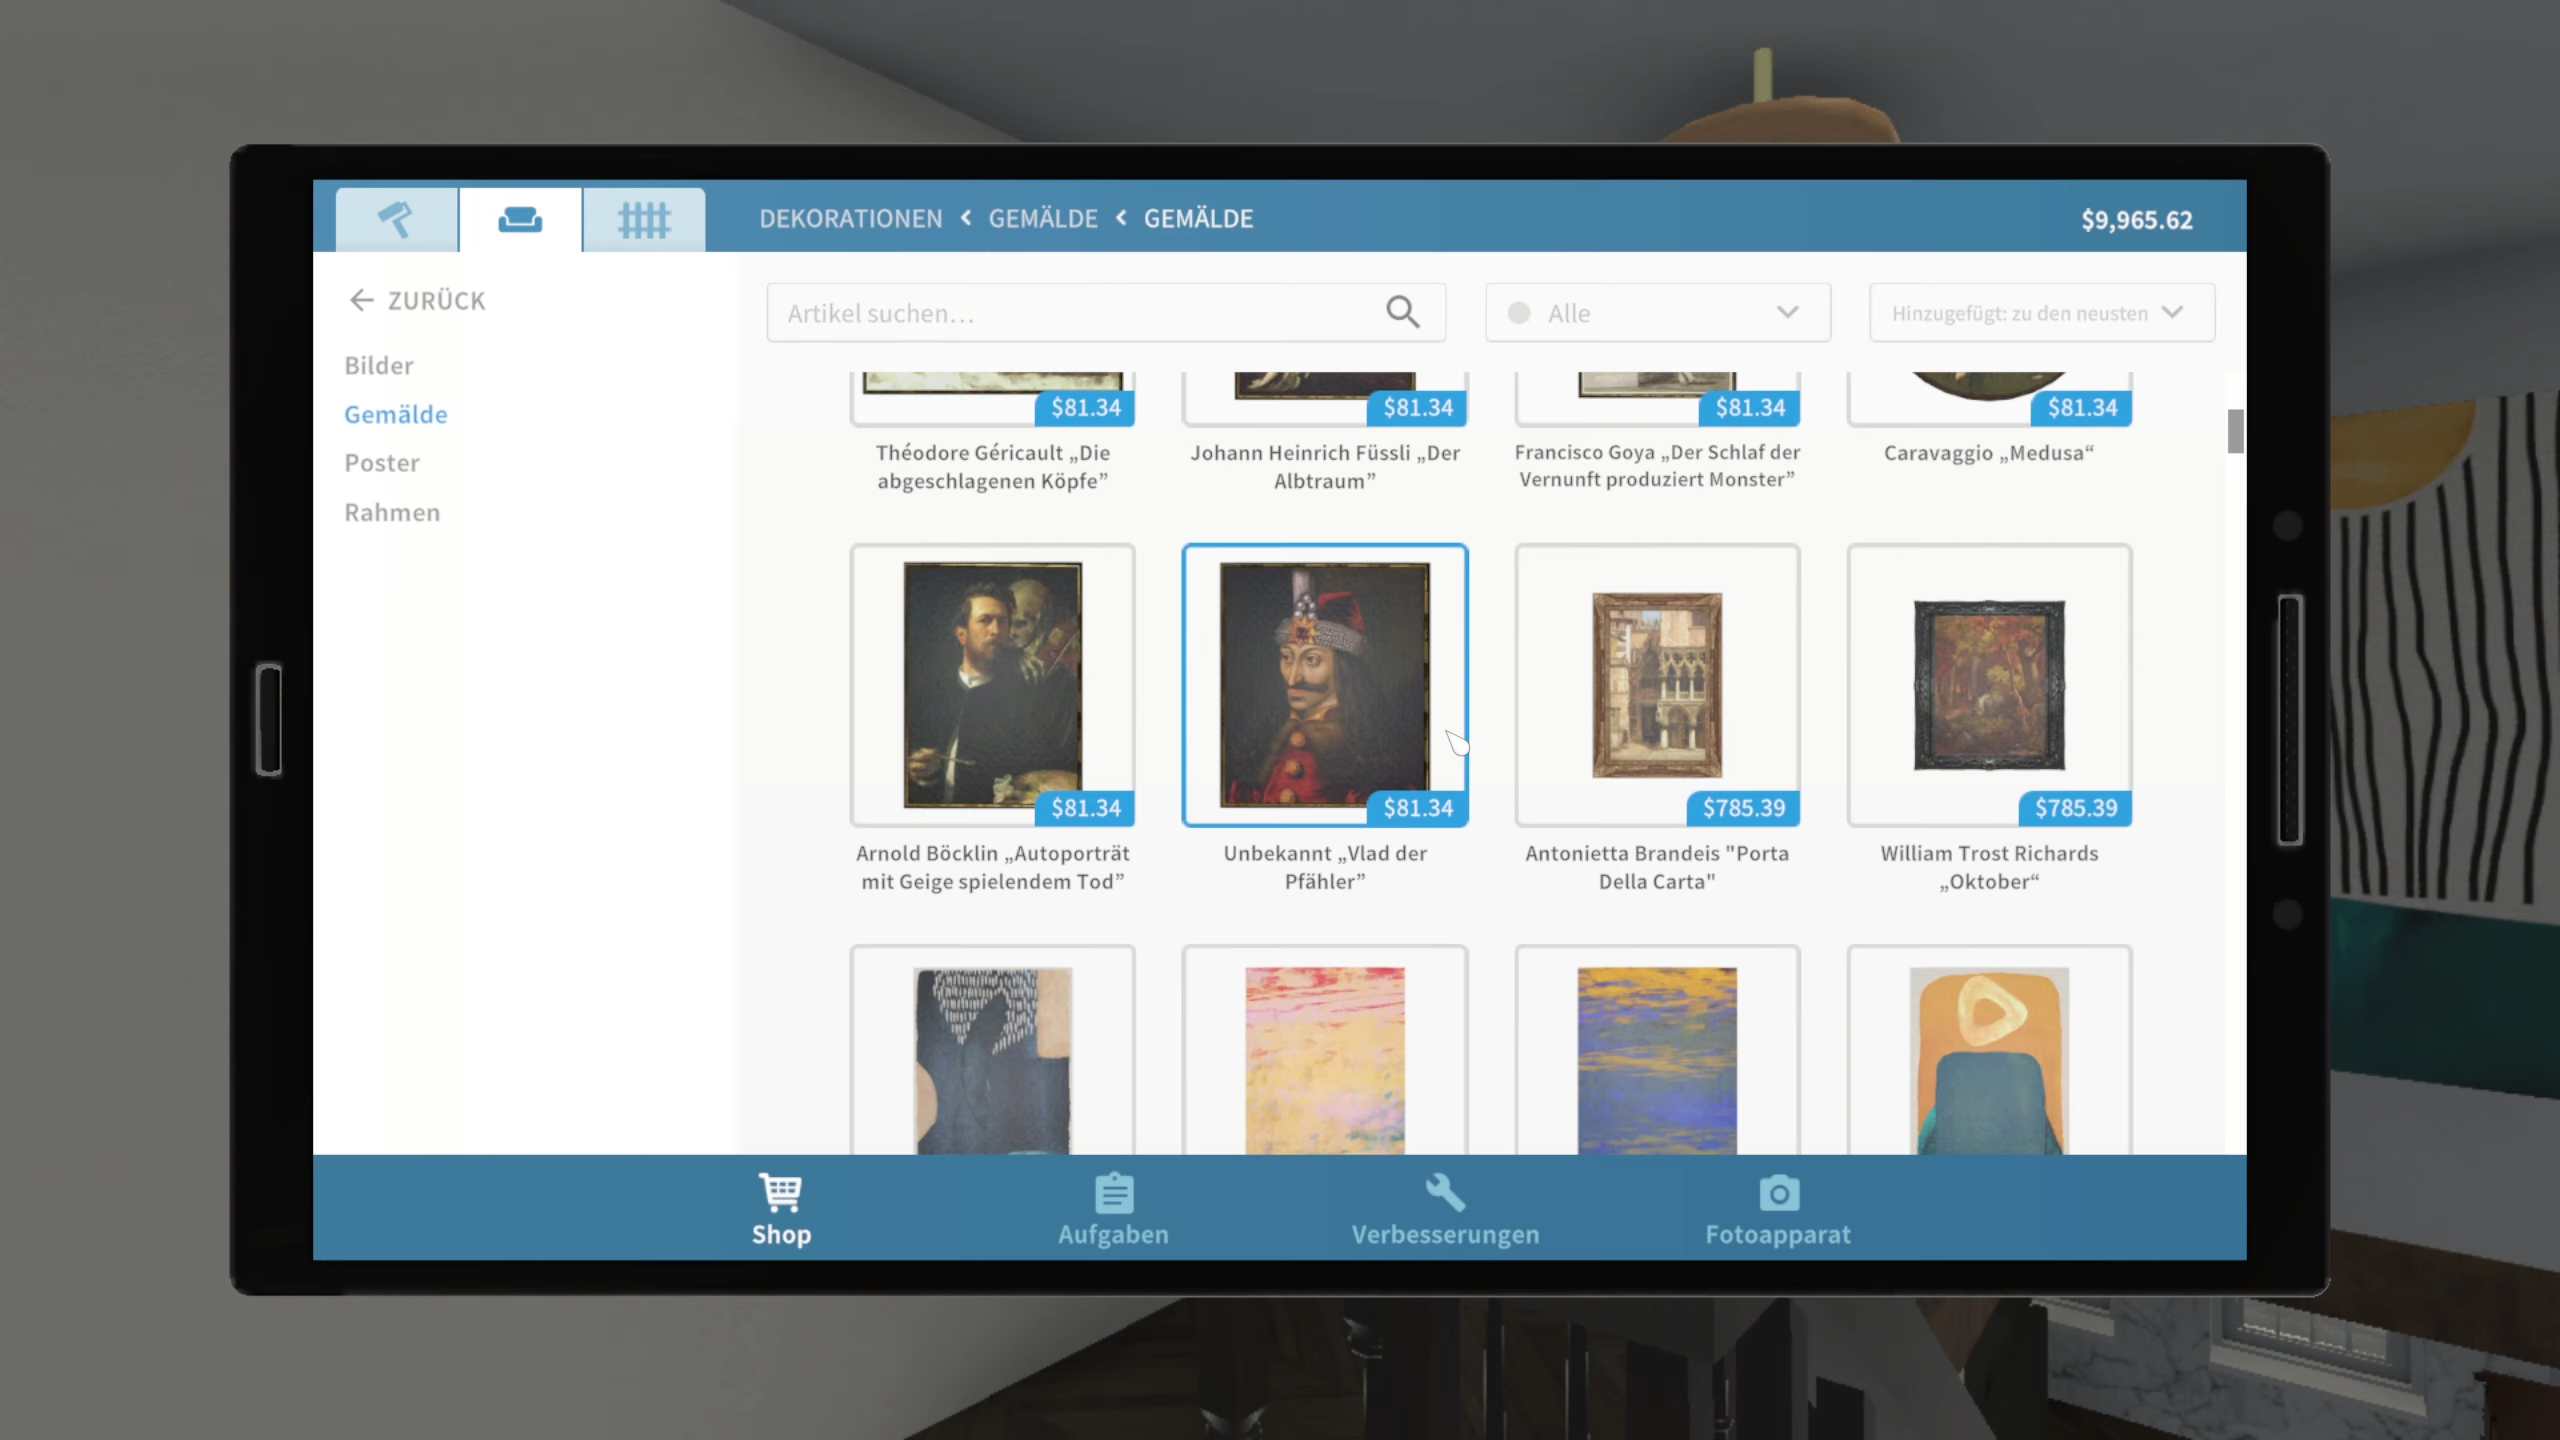 DEKORATIONEN < GEMÄLDE < GEMÄLDE
$9,965.62
ZURÜCK
Bilder
Gemälde
Poster
Rahmen
Artikel suchen...
Alle
Hinzugefügt: zu den neusten
$81.34
$81.34
$81.34
$81.34
Théodore Géricault „Die
abgeschlagenen Köpfe”
Johann Heinrich Füssli „Der
Albtraum”
Francisco Goya „Der Schlaf der
Vernunft produziert Monster”
Caravaggio „Medusa“
$81.34
$81.34
$785.39
$785.39
Arnold Böcklin „Autoporträt
mit Geige spielendem Tod”
Unbekannt „Vlad der
Pfähler”
Antonietta Brandeis "Porta
Della Carta"
William Trost Richards
„Oktober“
Shop
Aufgaben
Verbesserungen
Fotoapparat